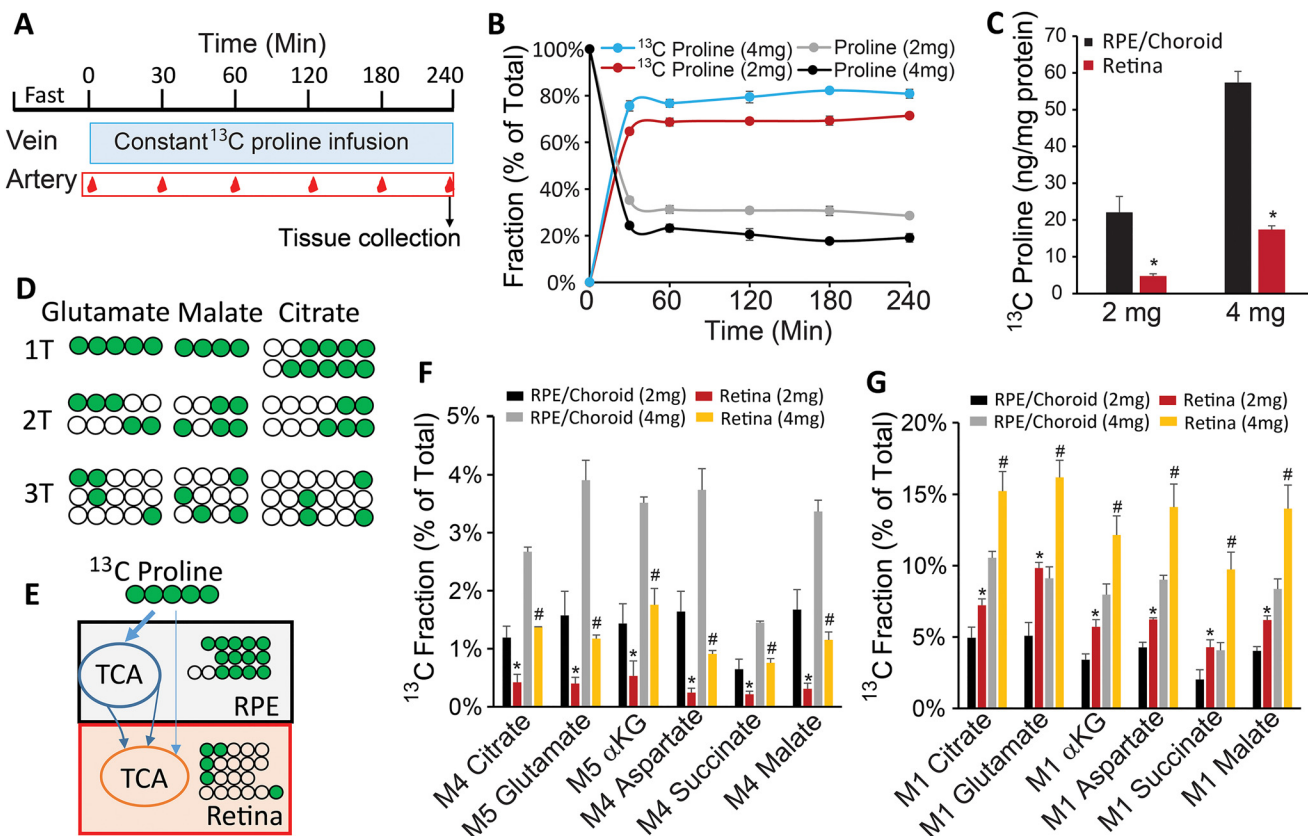 A
Time (Min)
0 30 60 120 180 240
Fast
Vein
Constant ¹³C proline infusion
Artery
Tissue collection
B
¹³C Proline (4mg)
Proline (2mg)
¹³C Proline (2mg)
Proline (4mg)
Fraction (% of Total)
100%
80%
60%
40%
20%
0%
0 60 120 180 240
Time (Min)
C
RPE/Choroid
Retina
¹³C Proline (ng/mg protein)
70
60
50
40
30
20
10
0
*
*
2 mg 4 mg
D
Glutamate Malate Citrate
1T
2T
3T
E
¹³C Proline
TCA
RPE
TCA
Retina
F
RPE/Choroid (2mg) Retina (2mg)
RPE/Choroid (4mg) Retina (4mg)
¹³C Fraction (% of Total)
5%
4%
3%
2%
1%
0%
* # * # * # * # * # * #
M4 Citrate
M5 Glutamate
M5 αKG
M4 Aspartate
M4 Succinate
M4 Malate
G
RPE/Choroid (2mg) Retina (2mg)
RPE/Choroid (4mg) Retina (4mg)
¹³C Fraction (% of Total)
20%
15%
10%
5%
0%
* # * # * # * # * # * #
M1 Citrate
M1 Glutamate
M1 αKG
M1 Aspartate
M1 Succinate
M1 Malate